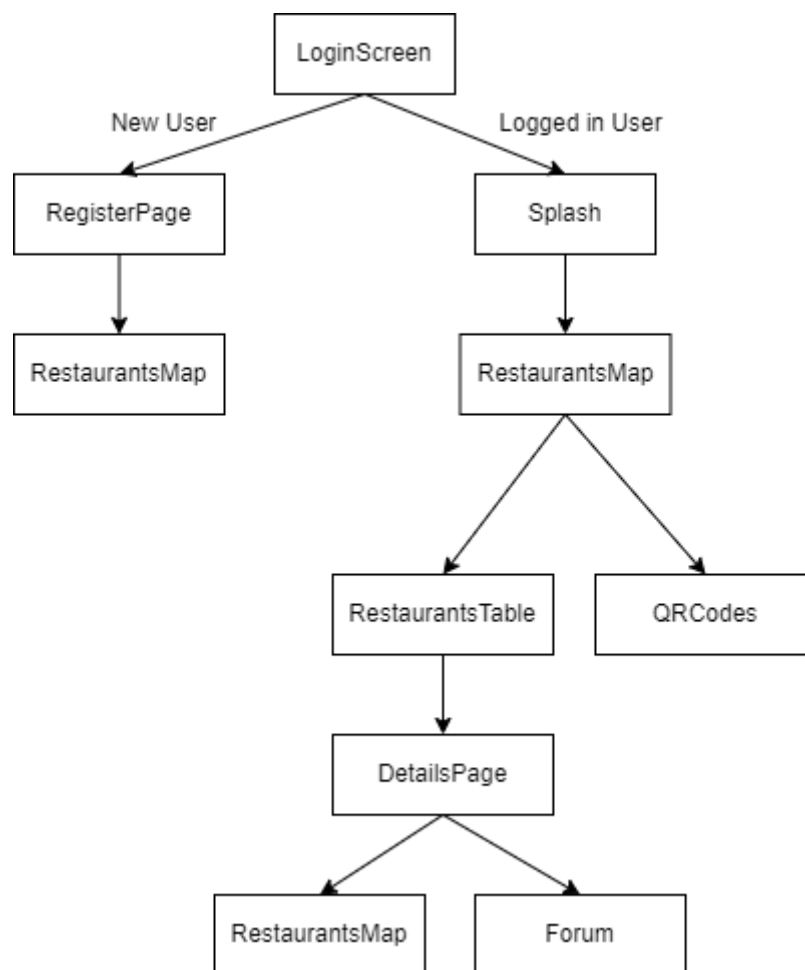 LoginScreen
New User
Logged in User
RegisterPage
Splash
RestaurantsMap
RestaurantsMap
RestaurantsTable
QRCodes
DetailsPage
RestaurantsMap
Forum